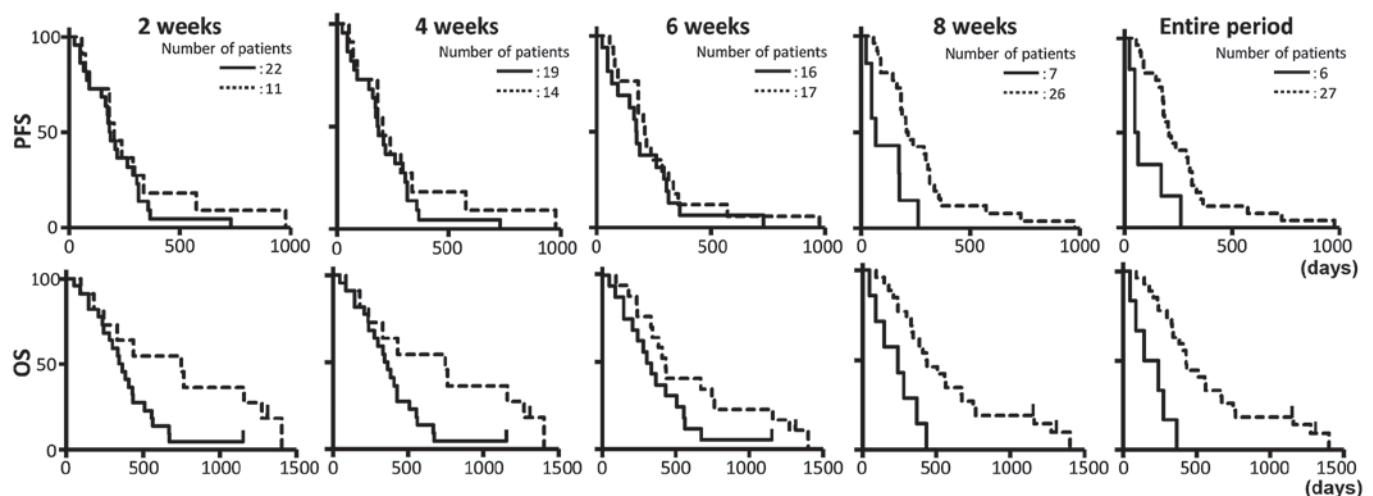 2 weeks
Number of patients
: 22
: 11
4 weeks
Number of patients
: 19
: 14
6 weeks
Number of patients
: 16
: 17
8 weeks
Number of patients
: 7
: 26
Entire period
Number of patients
: 6
: 27
PFS
100
50
0
0 500 1000
0 500 1000
0 500 1000
0 500 1000
0 500 1000
(days)
OS
100
50
0
0 500 1000 1500
0 500 1000 1500
0 500 1000 1500
0 500 1000 1500
0 500 1000 1500
(days)